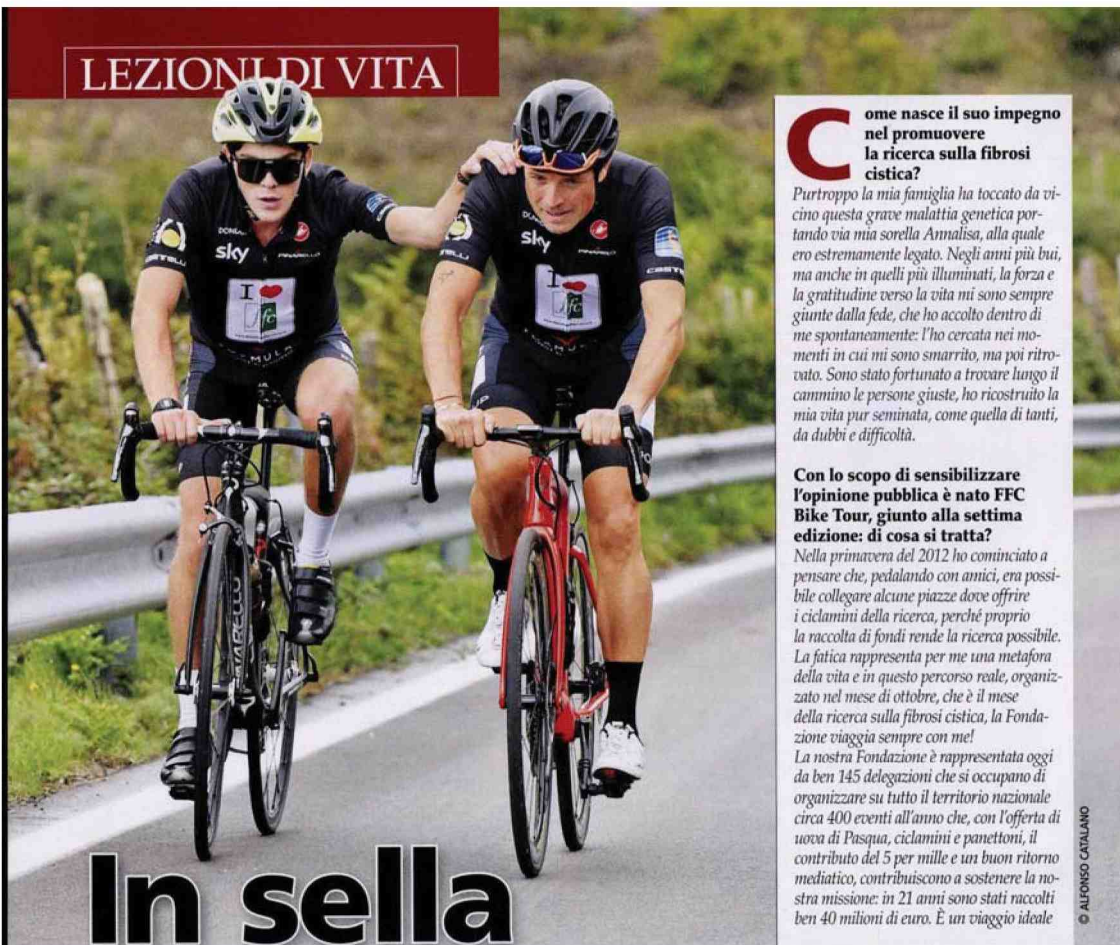 LEZIONI DI VITA
DONIA
sky
PINARELLO
I
ffc
FORMULA
sky
PINARELLO
CASTELLI
I
ffc
MARCELLO
In sella
Come nasce il suo impegno
nel promuovere
la ricerca sulla fibrosi
cistica?
Purtroppo la mia famiglia ha toccato da vi-
cino questa grave malattia genetica por-
tando via mia sorella Annalisa, alla quale
ero estremamente legato. Negli anni più bui,
ma anche in quelli più illuminati, la forza e
la gratitudine verso la vita mi sono sempre
giunte dalla fede, che ho accolto dentro di
me spontaneamente: l'ho cercata nei mo-
menti in cui mi sono smarrito, ma poi ritro-
vato. Sono stato fortunato a trovare lungo il
cammino le persone giuste, ho ricostruito la
mia vita pur seminata, come quella di tanti,
da dubbi e difficoltà.
Con lo scopo di sensibilizzare
l'opinione pubblica è nato FFC
Bike Tour, giunto alla settima
edizione: di cosa si tratta?
Nella primavera del 2012 ho cominciato a
pensare che, pedalando con amici, era possi-
bile collegare alcune piazze dove offrire
i ciclamini della ricerca, perché proprio
la raccolta di fondi rende la ricerca possibile.
La fatica rappresenta per me una metafora
della vita e in questo percorso reale, organiz-
zato nel mese di ottobre, che è il mese
della ricerca sulla fibrosi cistica, la Fonda-
zione viaggia sempre con me!
La nostra Fondazione è rappresentata oggi
da ben 145 delegazioni che si occupano di
organizzare su tutto il territorio nazionale
circa 400 eventi all'anno che, con l'offerta di
uova di Pasqua, ciclamini e panettoni, il
contributo del 5 per mille e un buon ritorno
mediatico, contribuiscono a sostenere la no-
stra missione: in 21 anni sono stati raccolti
ben 40 milioni di euro. È un viaggio ideale
© ALFONSO CATALANO